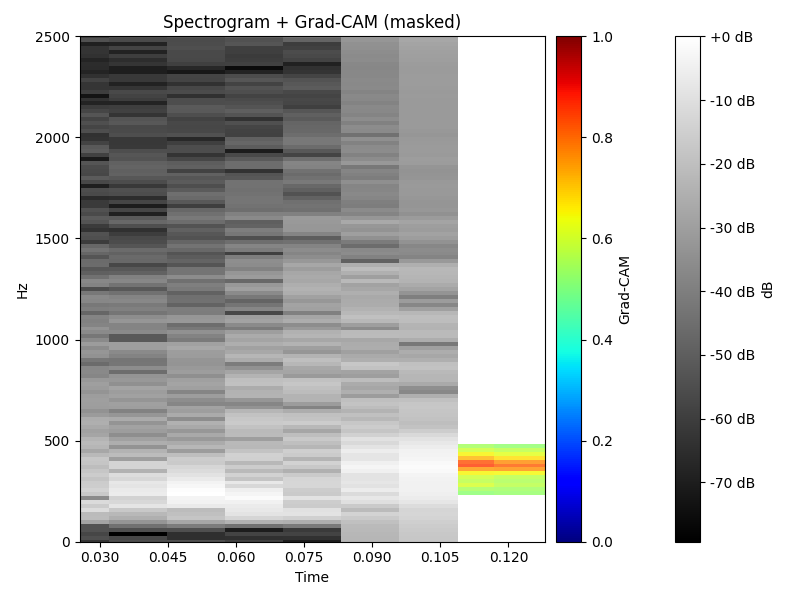 Spectrogram + Grad-CAM (masked)
2500
2000
1500
1000
500
0
Hz
0.030
0.045
0.060
0.075
0.090
0.105
0.120
Time
1.0
0.8
0.6
0.4
0.2
0.0
Grad-CAM
+0 dB
-10 dB
-20 dB
-30 dB
-40 dB
-50 dB
-60 dB
-70 dB
dB